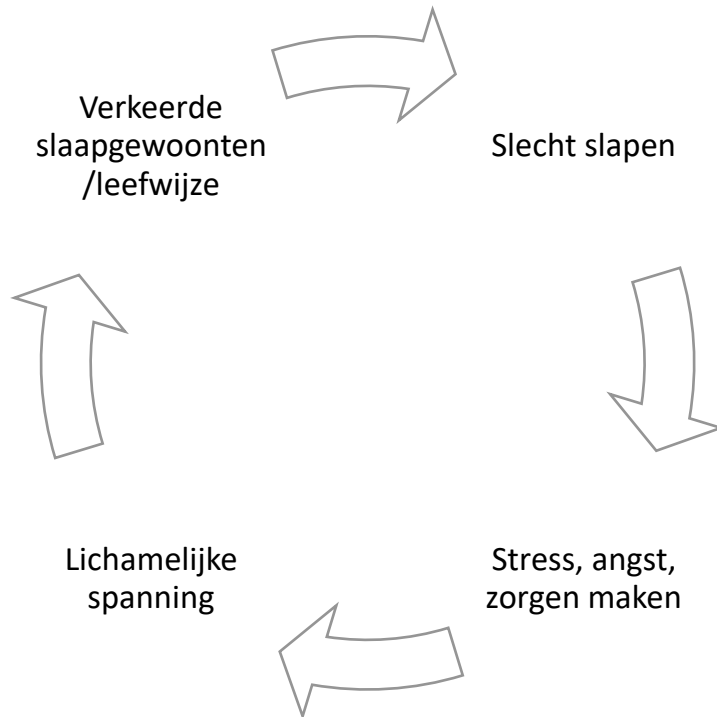 Verkeerde
slaapgewoonten
/leefwijze
Slecht slapen
Stress, angst,
zorgen maken
Lichamelijke
spanning